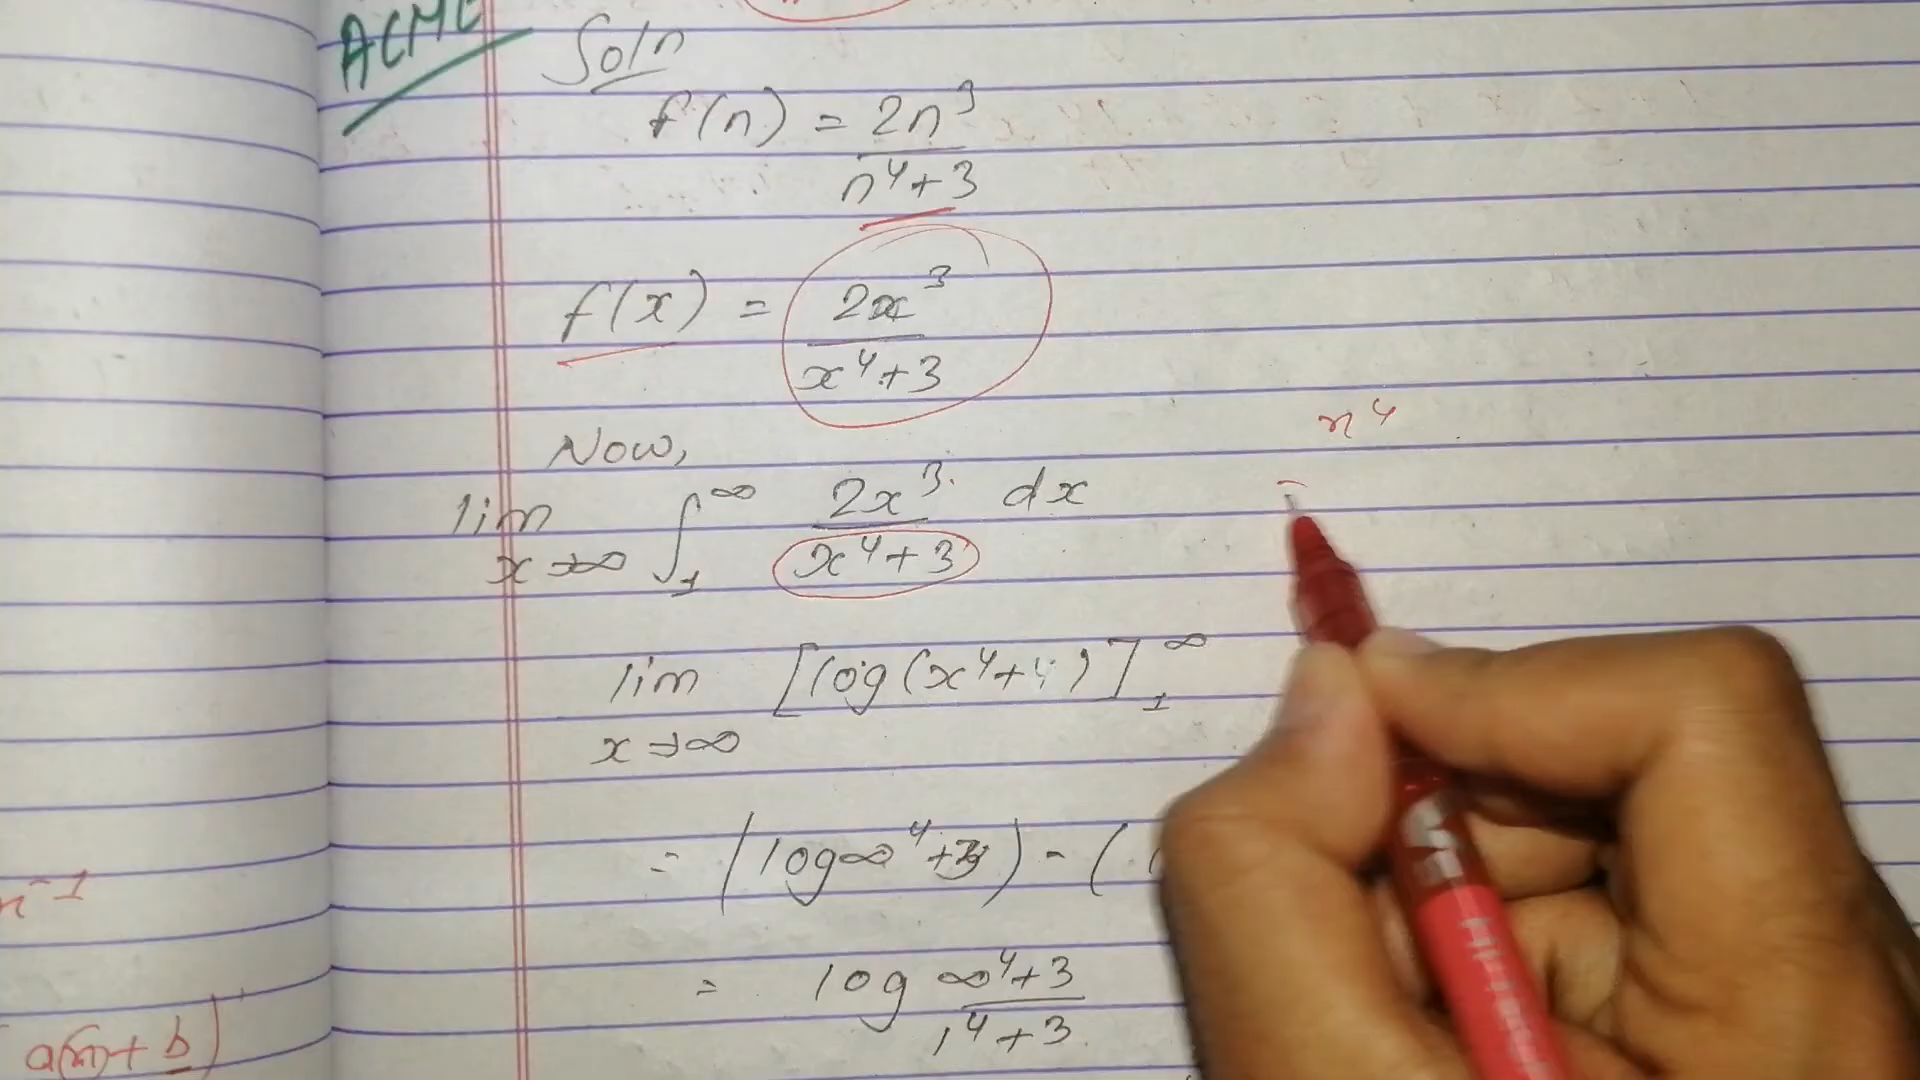 ACME
Soln
f(n) = 2n³
n⁴+3
f(x) = 2x³
x⁴+3
Now,
n⁴
lim ∫₁^∞ 2x³ dx
x→∞ x⁴+3
lim [log(x⁴+4)]₁^∞
x→∞
= (log∞⁴+3) - (
= log ∞⁴+3
1⁴+3
n⁻¹
a(n)+b)